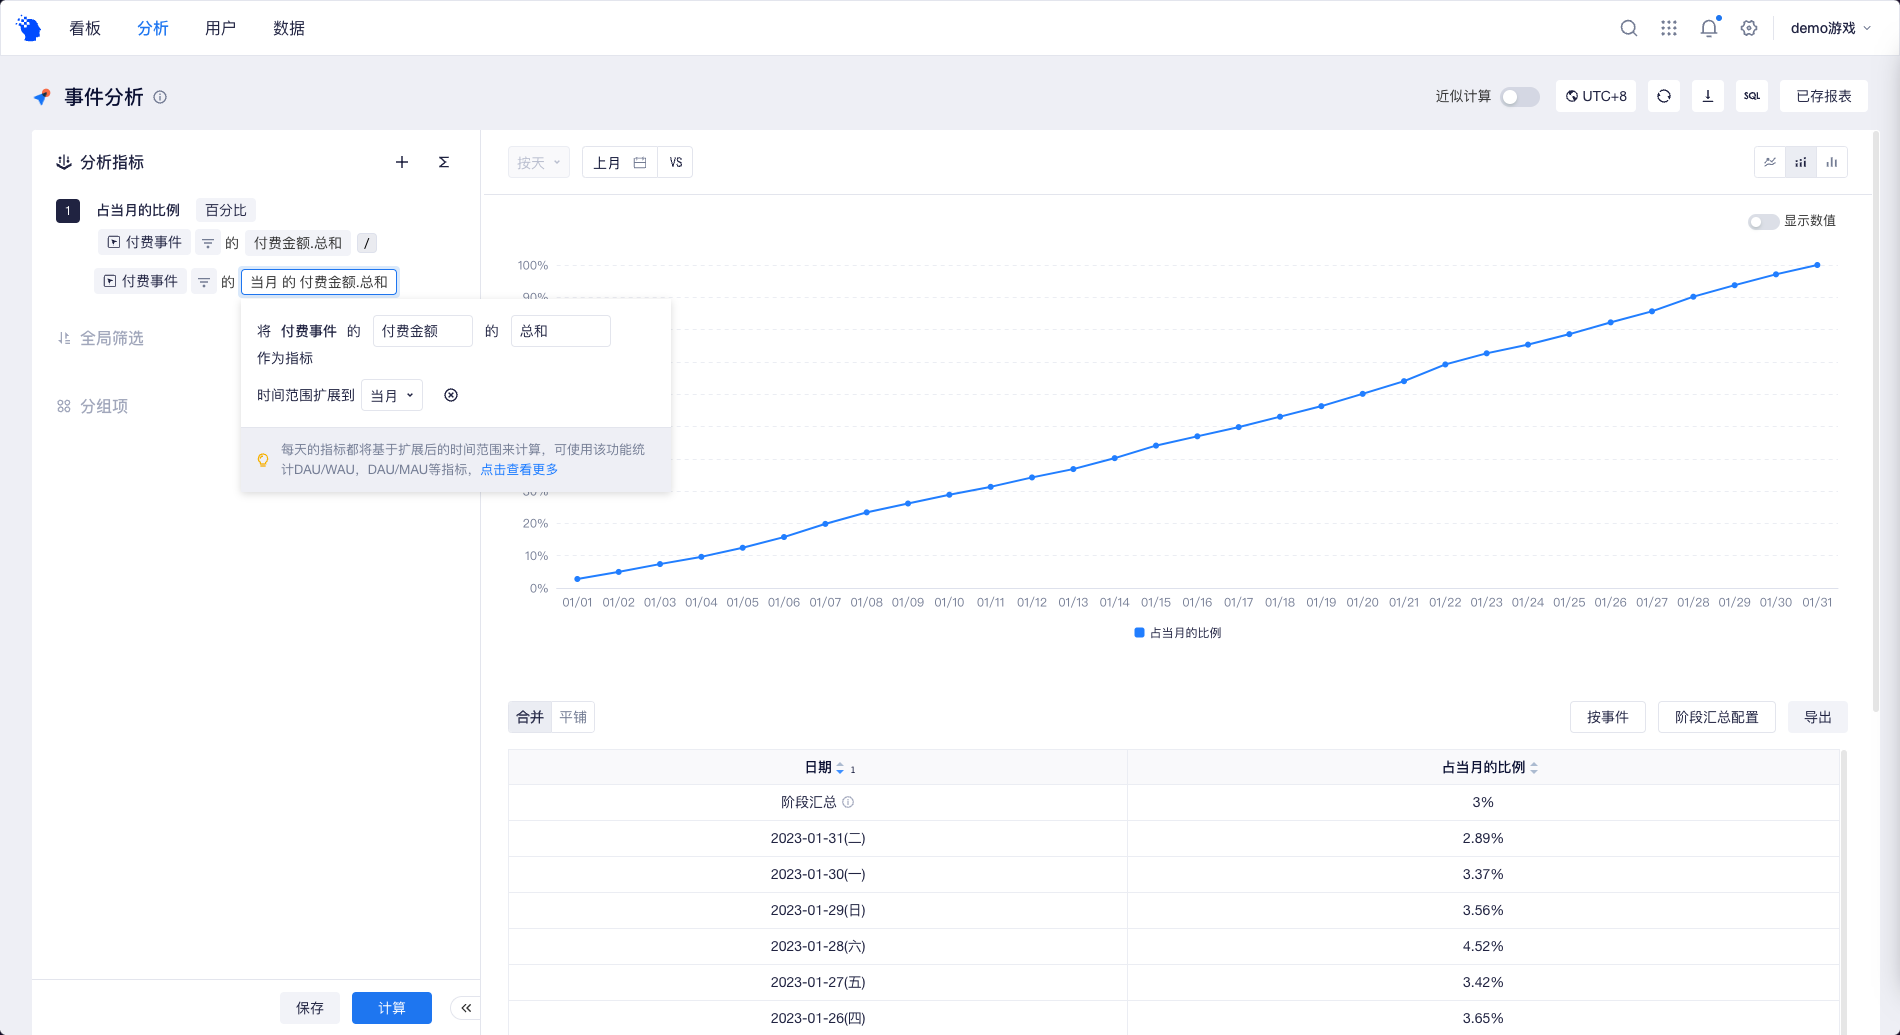 看板 分析 用户 数据 demo游戏
事件分析 近似计算 UTC+8 SQL 已存报表
分析指标
1 占当月的比例 百分比
付费事件 的 付费金额.总和 /
付费事件 的 当月 的 付费金额.总和
将 付费事件 的 付费金额 的 总和
作为指标
时间范围扩展到 当月
每天的指标都将基于扩展后的时间范围来计算，可使用该功能统
计DAU/WAU，DAU/MAU等指标，点击查看更多
全局筛选
分组项
保存 计算
按天 上月 VS
显示数值
100%
90%
30%
20%
10%
0%
01/01 01/02 01/03 01/04 01/05 01/06 01/07 01/08 01/09 01/10 01/11 01/12 01/13 01/14 01/15 01/16 01/17 01/18 01/19 01/20 01/21 01/22 01/23 01/24 01/25 01/26 01/27 01/28 01/29 01/30 01/31
占当月的比例
合并 平铺 按事件 阶段汇总配置 导出
日期 1 占当月的比例
阶段汇总 3%
2023-01-31(二) 2.89%
2023-01-30(一) 3.37%
2023-01-29(日) 3.56%
2023-01-28(六) 4.52%
2023-01-27(五) 3.42%
2023-01-26(四) 3.65%